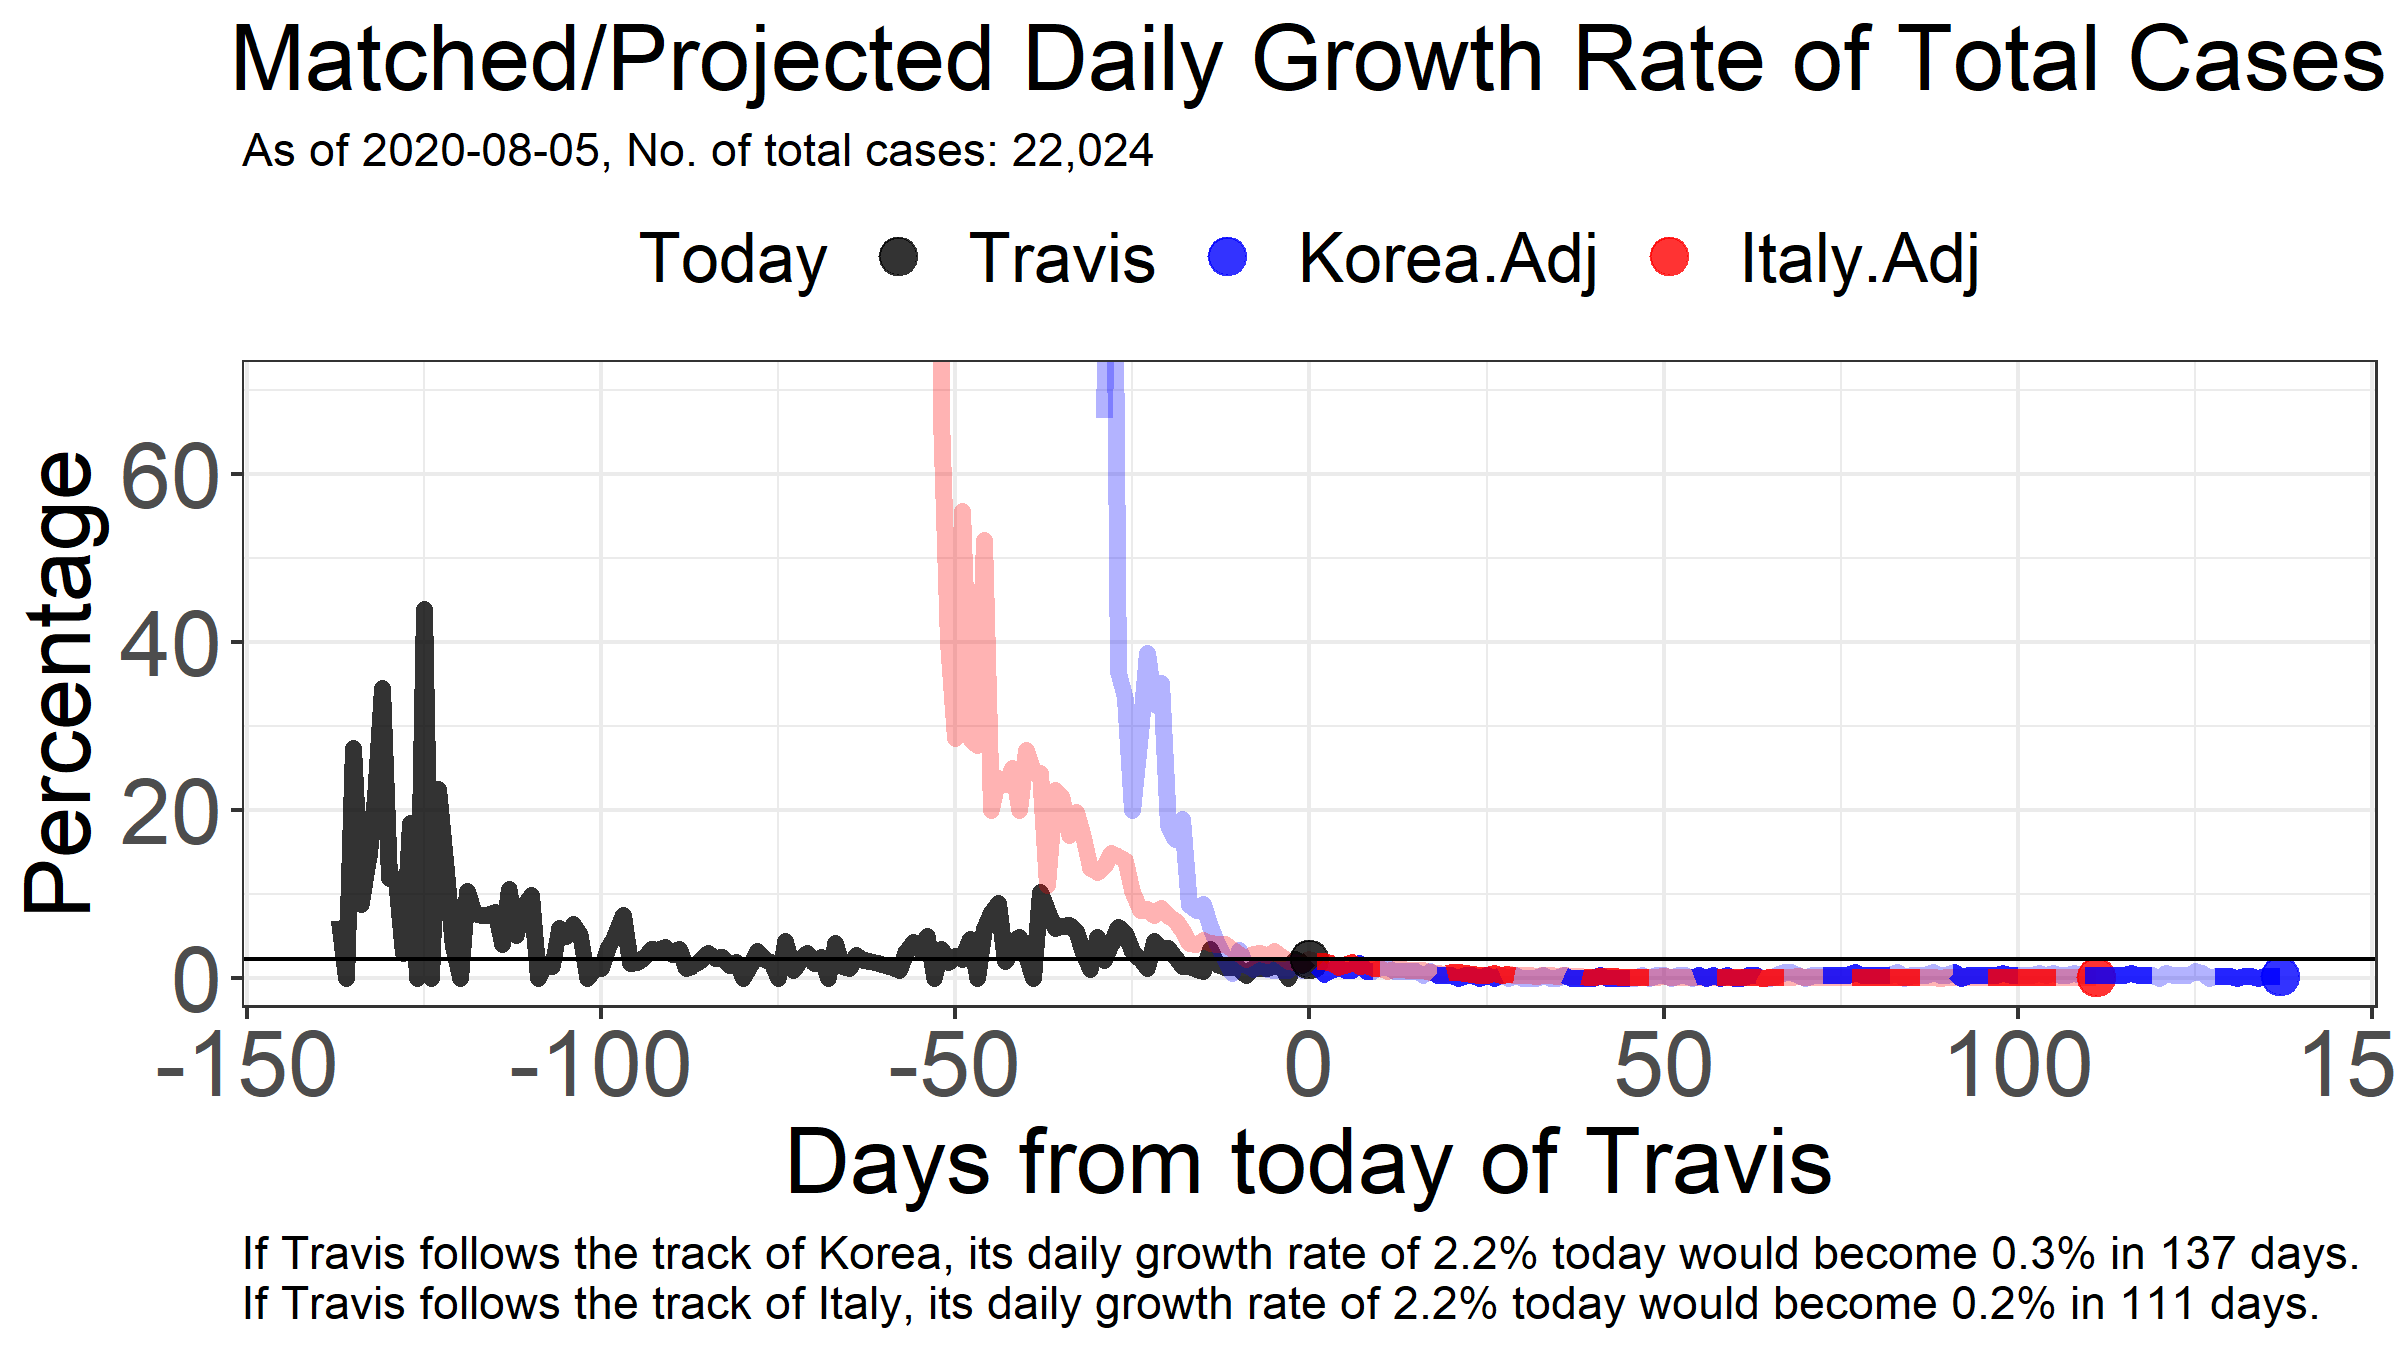 Matched/Projected Daily Growth Rate of Total Cases
As of 2020-08-05, No. of total cases: 22,024
Today Travis Korea.Adj Italy.Adj
Percentage
60
40
20
0
-150 -100 -50 0 50 100 15
Days from today of Travis
If Travis follows the track of Korea, its daily growth rate of 2.2% today would become 0.3% in 137 days.
If Travis follows the track of Italy, its daily growth rate of 2.2% today would become 0.2% in 111 days.